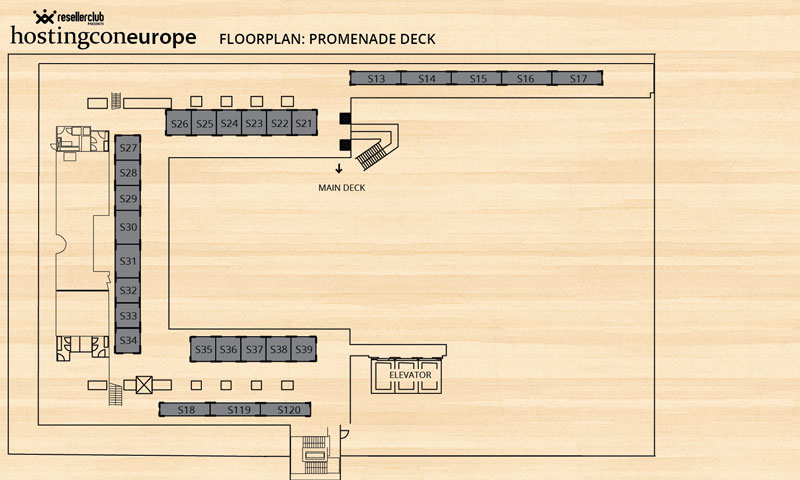 resellerclub
PRESENTS
hostingconeurope
FLOORPLAN: PROMENADE DECK
S13 S14 S15 S16 S17
S26 S25 S24 S23 S22 S21
S27
S28
S29
S30
S31
S32
S33
S34
MAIN DECK
S35 S36 S37 S38 S39
ELEVATOR
S18 S119 S120